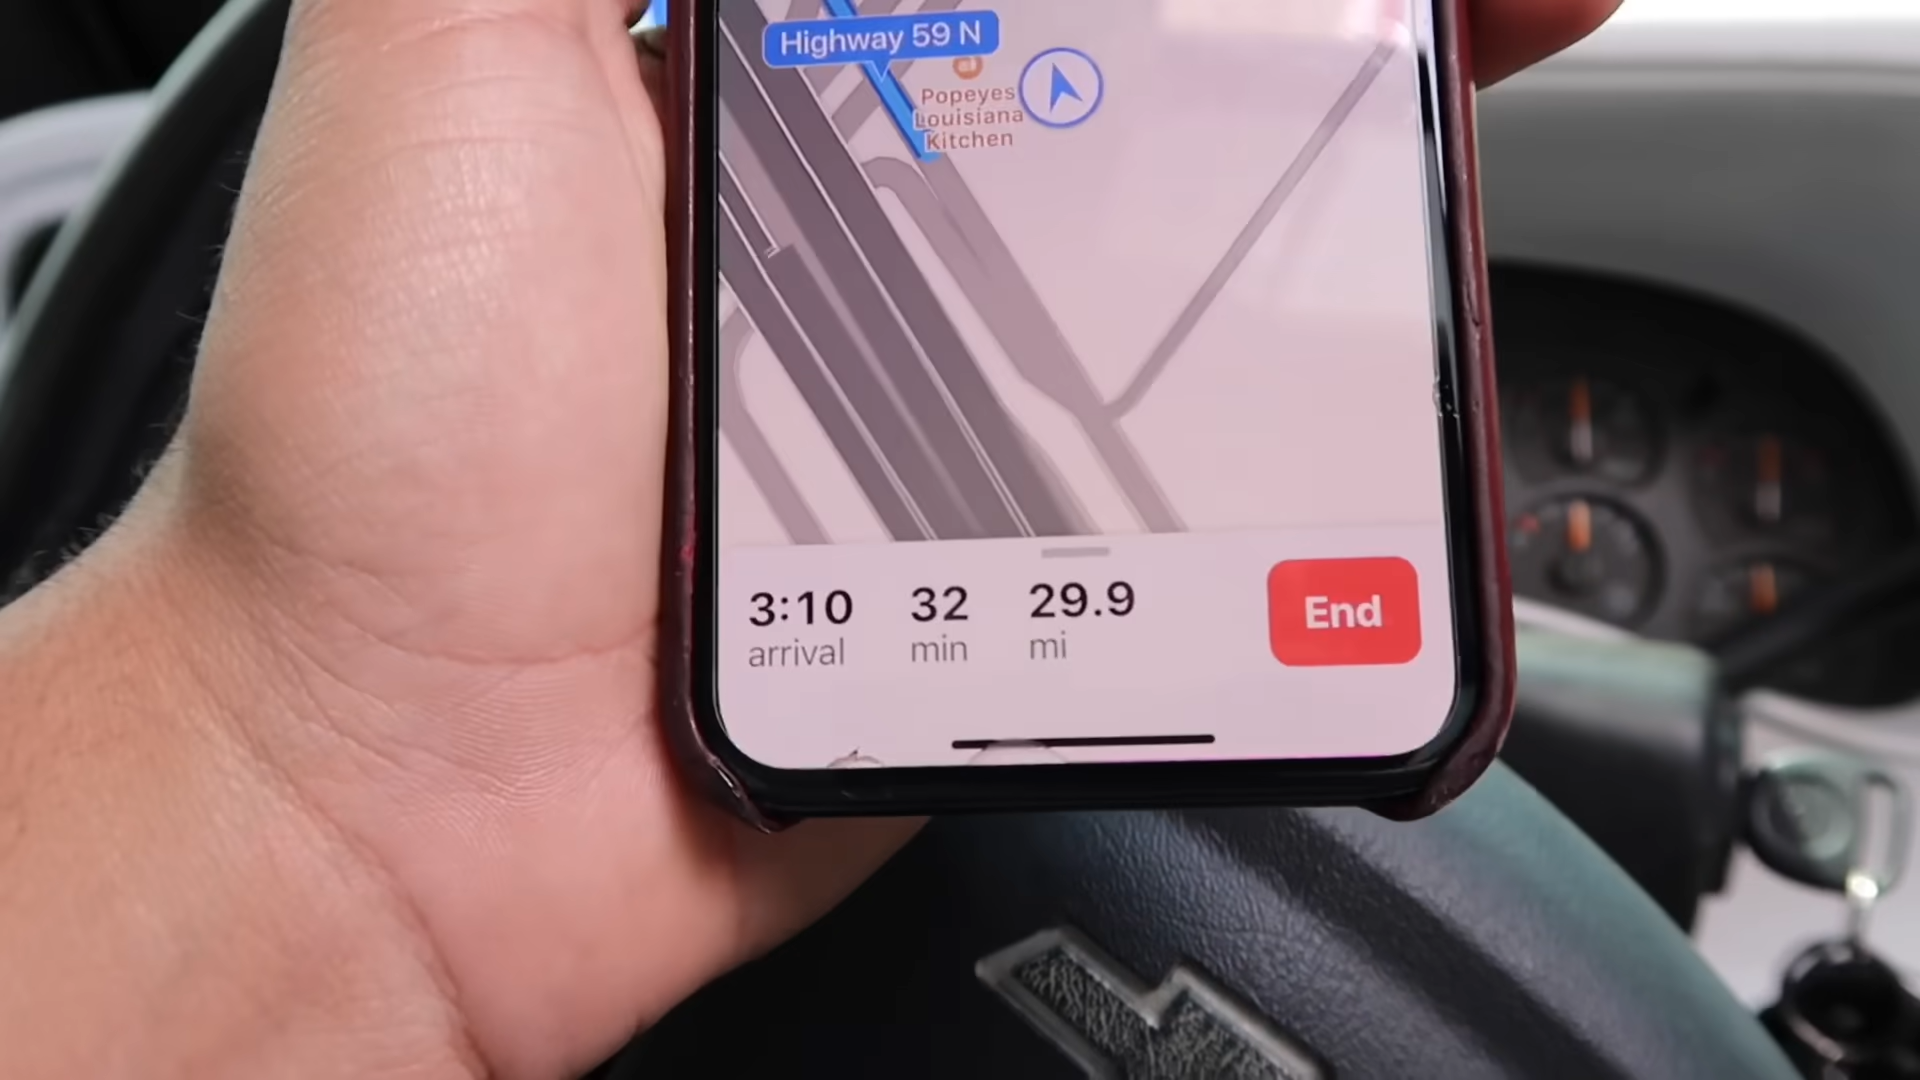 Highway 59 N
Popeyes
Louisiana
Kitchen
3:10 32 29.9
arrival min mi
End